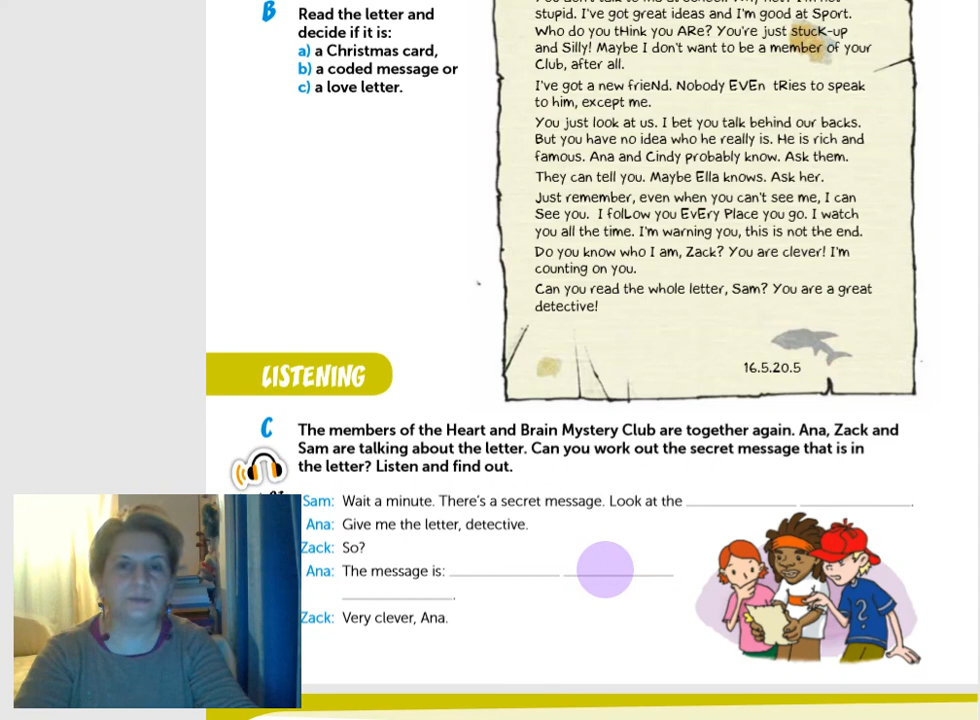 B
Read the letter and
decide if it is:
a) a Christmas card,
b) a coded message or
c) a love letter.
stupid. I've got great ideas and I'm good at Sport.
Who do you tHink you ARe? You're just stucK-up
and Silly! Maybe I don't want to be a member of your
Club, after all.
I've got a new frieNd. Nobody EVEn tRies to speak
to him, except me.
You just look at us. I bet you talk behind our backs.
But you have no idea who he really is. He is rich and
famous. Ana and Cindy probably know. Ask them.
They can tell you. Maybe Ella knows. Ask her.
Just remember, even when you can't see me, I can
See you. I folLow you EvEry Place you go. I watch
you all the time. I'm warning you, this is not the end.
Do you know who I am, Zack? You are clever! I'm
counting on you.
Can you read the whole letter, Sam? You are a great
detective!
16.5.20.5
LISTENING
C
The members of the Heart and Brain Mystery Club are together again. Ana, Zack and
Sam are talking about the letter. Can you work out the secret message that is in
the letter? Listen and find out.
Sam: Wait a minute. There's a secret message. Look at the
Ana: Give me the letter, detective.
Zack: So?
Ana: The message is:
.
Zack: Very clever, Ana.
?